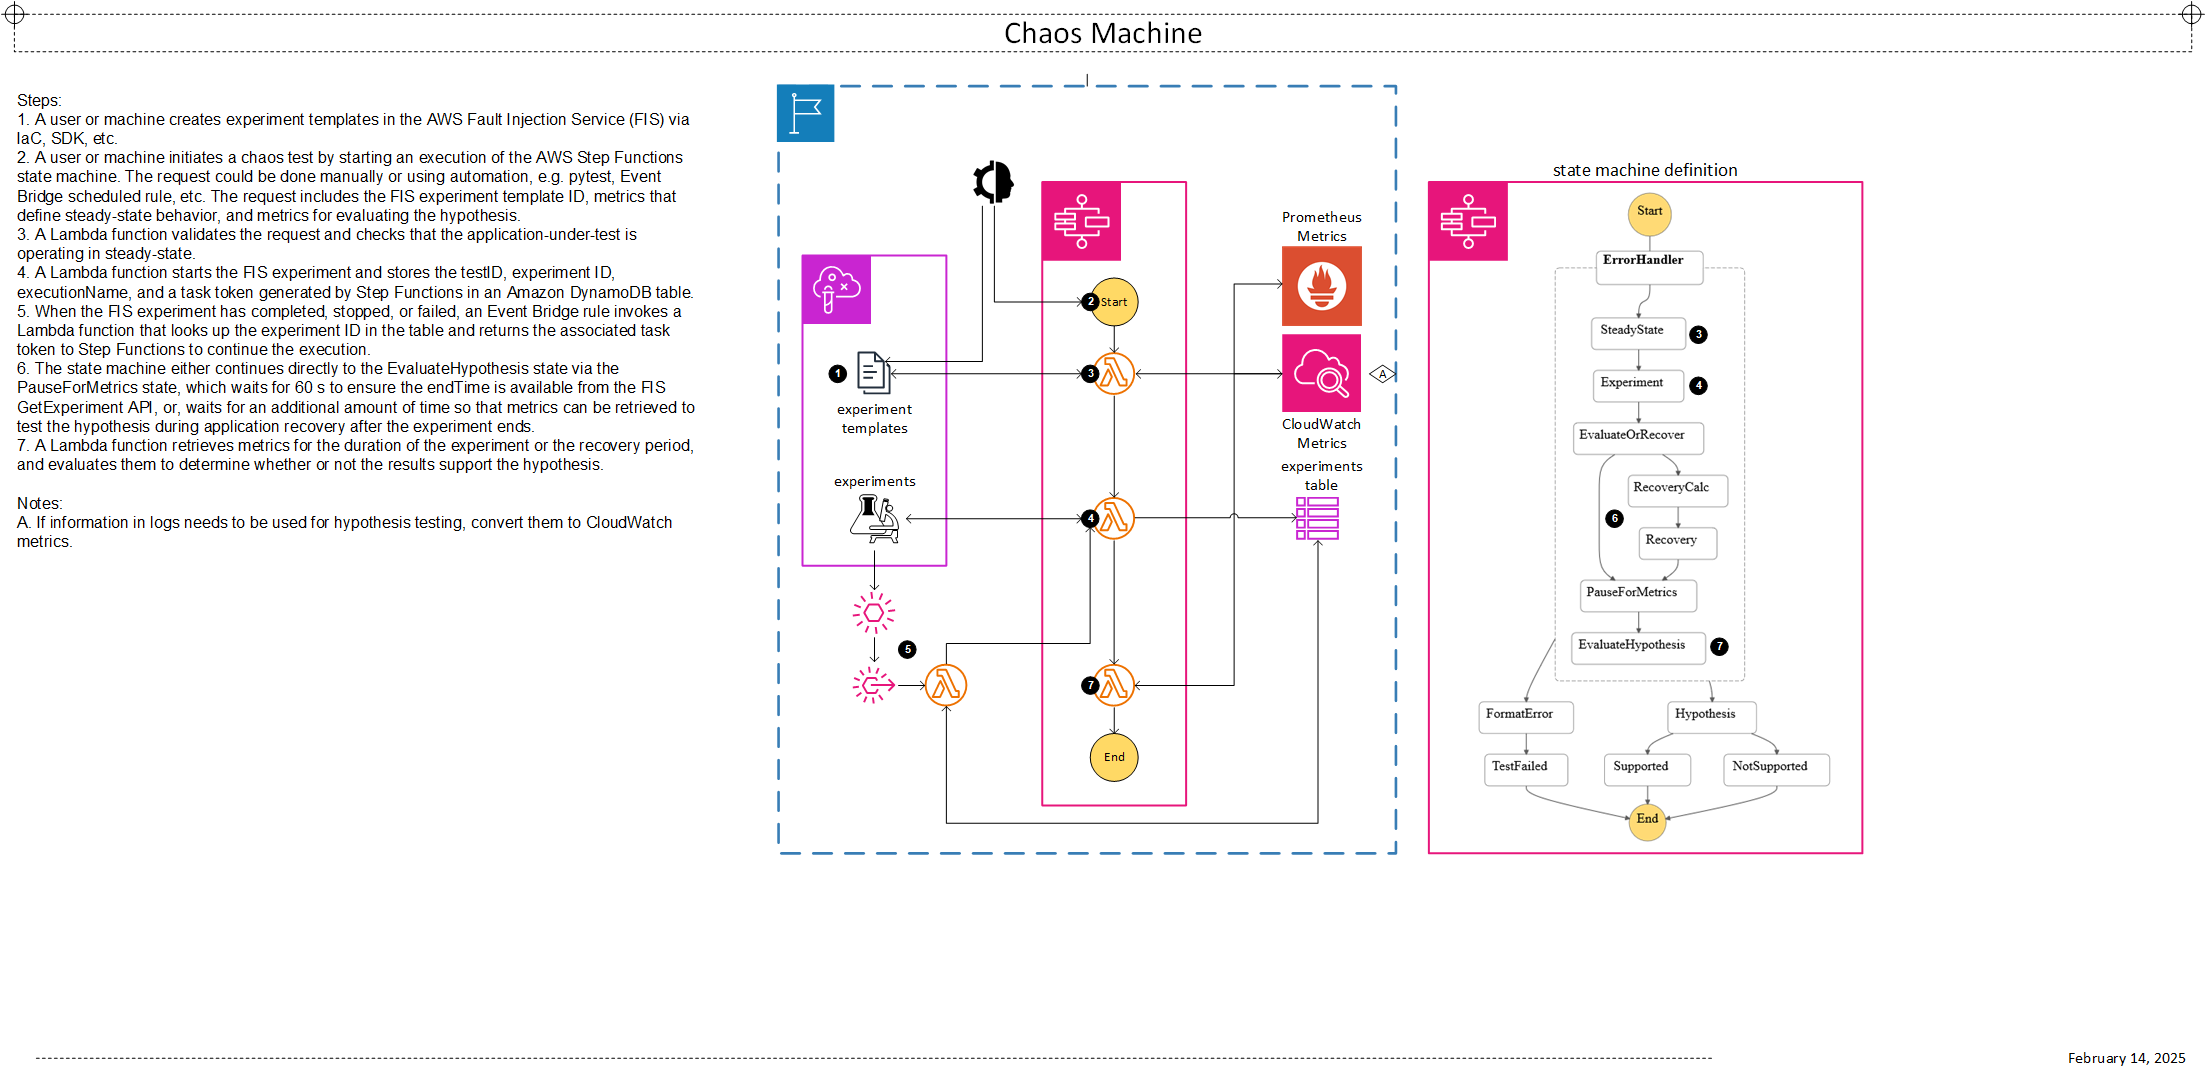 Chaos Machine
Steps:
1. A user or machine creates experiment templates in the AWS Fault Injection Service (FIS) via
IaC, SDK, etc.
2. A user or machine initiates a chaos test by starting an execution of the AWS Step Functions
state machine. The request could be done manually or using automation, e.g. pytest, Event
Bridge scheduled rule, etc. The request includes the FIS experiment template ID, metrics that
define steady-state behavior, and metrics for evaluating the hypothesis.
3. A Lambda function validates the request and checks that the application-under-test is
operating in steady-state.
4. A Lambda function starts the FIS experiment and stores the testID, experiment ID,
executionName, and a task token generated by Step Functions in an Amazon DynamoDB table.
5. When the FIS experiment has completed, stopped, or failed, an Event Bridge rule invokes a
Lambda function that looks up the experiment ID in the table and returns the associated task
token to Step Functions to continue the execution.
6. The state machine either continues directly to the EvaluateHypothesis state via the
PauseForMetrics state, which waits for 60 s to ensure the endTime is available from the FIS
GetExperiment API, or, waits for an additional amount of time so that metrics can be retrieved to
test the hypothesis during application recovery after the experiment ends.
7. A Lambda function retrieves metrics for the duration of the experiment or the recovery period,
and evaluates them to determine whether or not the results support the hypothesis.
Notes:
A. If information in logs needs to be used for hypothesis testing, convert them to CloudWatch
metrics.
1
experiment
templates
experiments
5
2
Start
3
4
7
End
Prometheus
Metrics
A
CloudWatch
Metrics
experiments
table
state machine definition
Start
ErrorHandler
SteadyState
3
Experiment
4
EvaluateOrRecover
RecoveryCalc
6
Recovery
PauseForMetrics
EvaluateHypothesis
7
FormatError
Hypothesis
TestFailed
Supported
NotSupported
End
February 14, 2025